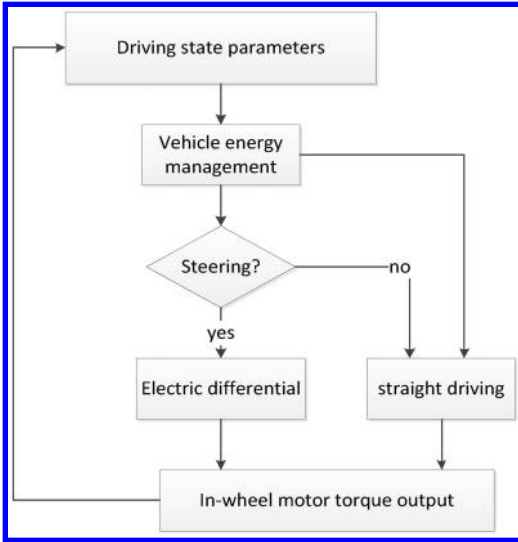 Driving state parameters
Vehicle energy
management
Steering?
no
yes
Electric differential
straight driving
In-wheel motor torque output